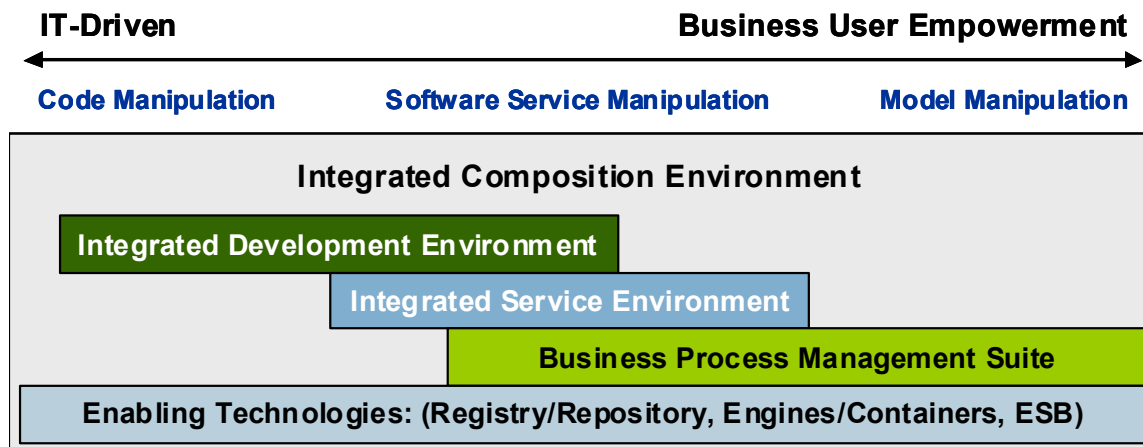 IT-Driven Business User Empowerment
Code Manipulation Software Service Manipulation Model Manipulation
Integrated Composition Environment
Integrated Development Environment
Integrated Service Environment
Business Process Management Suite
Enabling Technologies: (Registry/Repository, Engines/Containers, ESB)